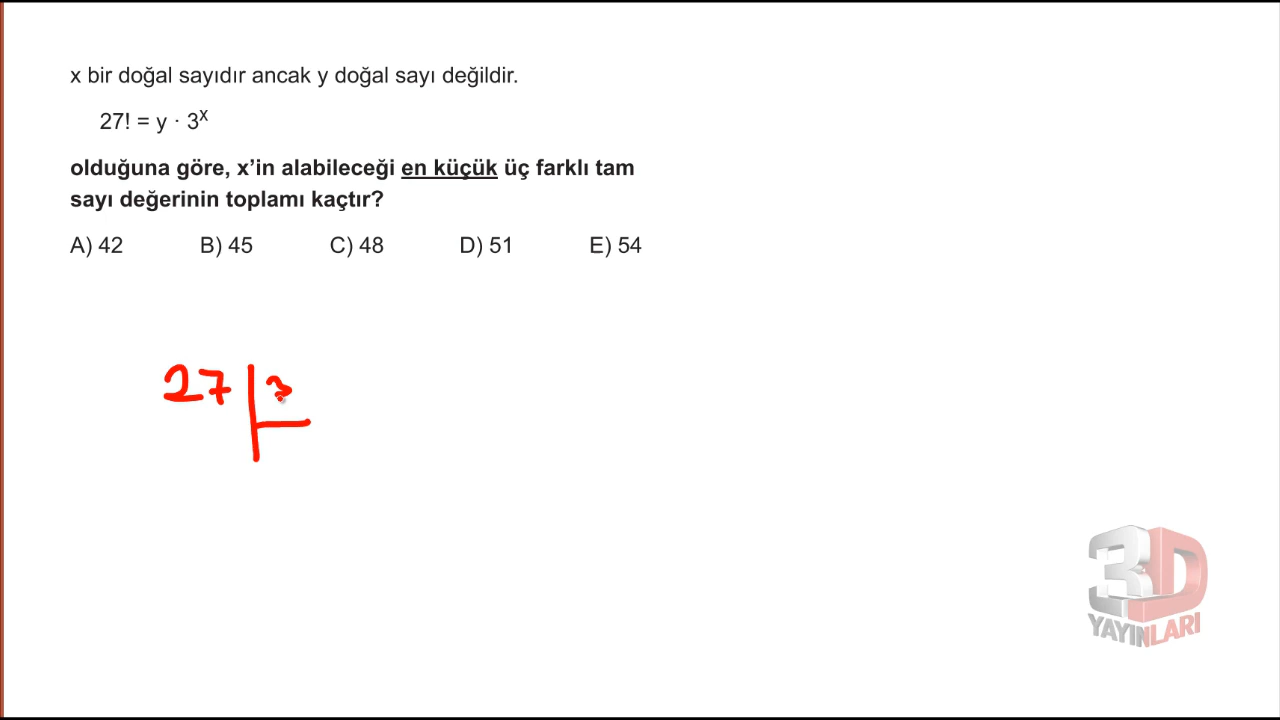 x bir doğal sayıdır ancak y doğal sayı değildir.
27! = y · 3ˣ
olduğuna göre, x’in alabileceği en küçük üç farklı tam
sayı değerinin toplamı kaçtır?
A) 42 B) 45 C) 48 D) 51 E) 54
27 3
3D
YAYINLARI